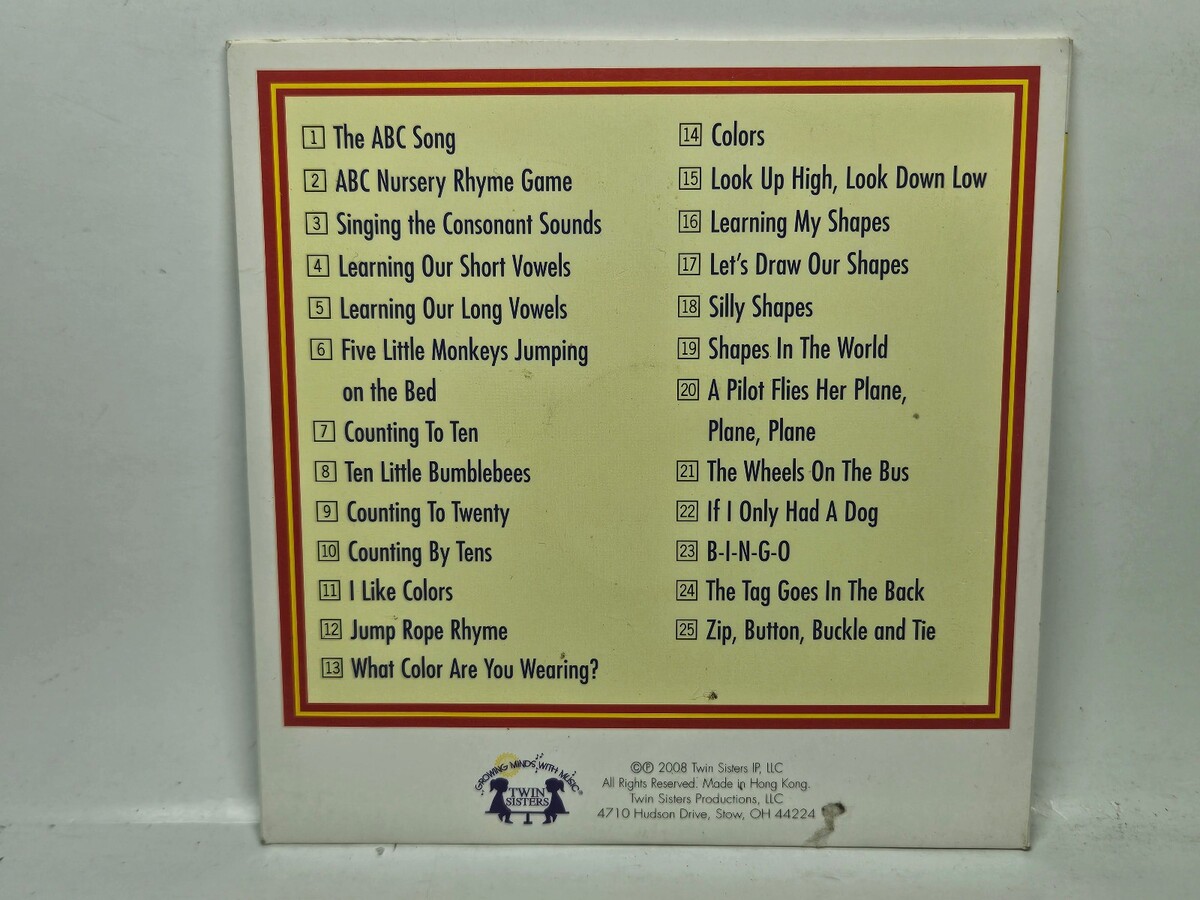 1 The ABC Song
2 ABC Nursery Rhyme Game
3 Singing the Consonant Sounds
4 Learning Our Short Vowels
5 Learning Our Long Vowels
6 Five Little Monkeys Jumping
on the Bed
7 Counting To Ten
8 Ten Little Bumblebees
9 Counting To Twenty
10 Counting By Tens
11 I Like Colors
12 Jump Rope Rhyme
13 What Color Are You Wearing?
14 Colors
15 Look Up High, Look Down Low
16 Learning My Shapes
17 Let's Draw Our Shapes
18 Silly Shapes
19 Shapes In The World
20 A Pilot Flies Her Plane,
Plane, Plane
21 The Wheels On The Bus
22 If I Only Had A Dog
23 B-I-N-G-O
24 The Tag Goes In The Back
25 Zip, Button, Buckle and Tie
GROWING MINDS WITH MUSIC®
TWIN
SISTERS
©℗ 2008 Twin Sisters IP, LLC
All Rights Reserved. Made in Hong Kong.
Twin Sisters Productions, LLC
4710 Hudson Drive, Stow, OH 44224